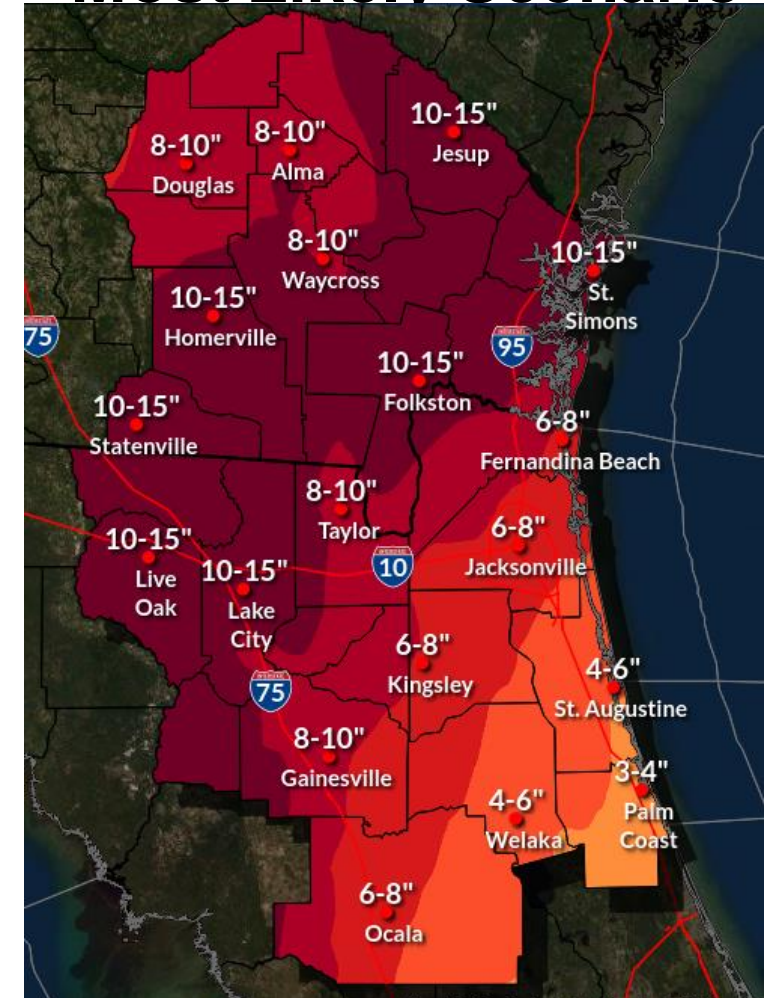 Most Likely Scenario
10-15"
Jesup
8-10"
Alma
8-10"
Douglas
8-10"
Waycross
10-15"
St.
Simons
10-15"
Homerville
75
95
10-15"
Folkston
10-15"
Statenville
6-8"
Fernandina Beach
8-10"
Taylor
6-8"
Jacksonville
10-15"
Live
Oak
10-15"
Lake
City
10
6-8"
Kingsley
75
4-6"
St. Augustine
8-10"
Gainesville
3-4"
Palm
Coast
4-6"
Welaka
6-8"
Ocala